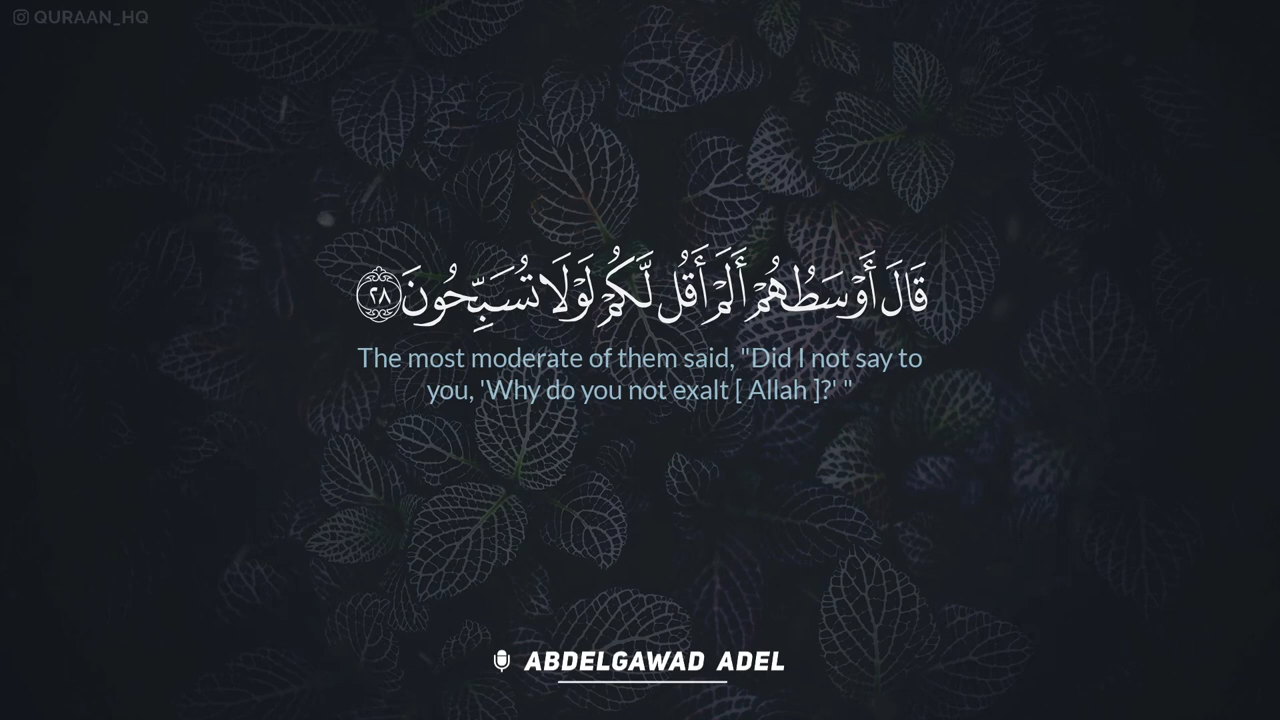 QURAAN_HQ
قَالَ أَوْسَطُهُمْ أَلَمْ أَقُل لَّكُمْ لَوْلَا تُسَبِّحُونَ ٢٨
The most moderate of them said, "Did I not say to
you, 'Why do you not exalt [ Allah ]?' "
ABDELGAWAD ADEL